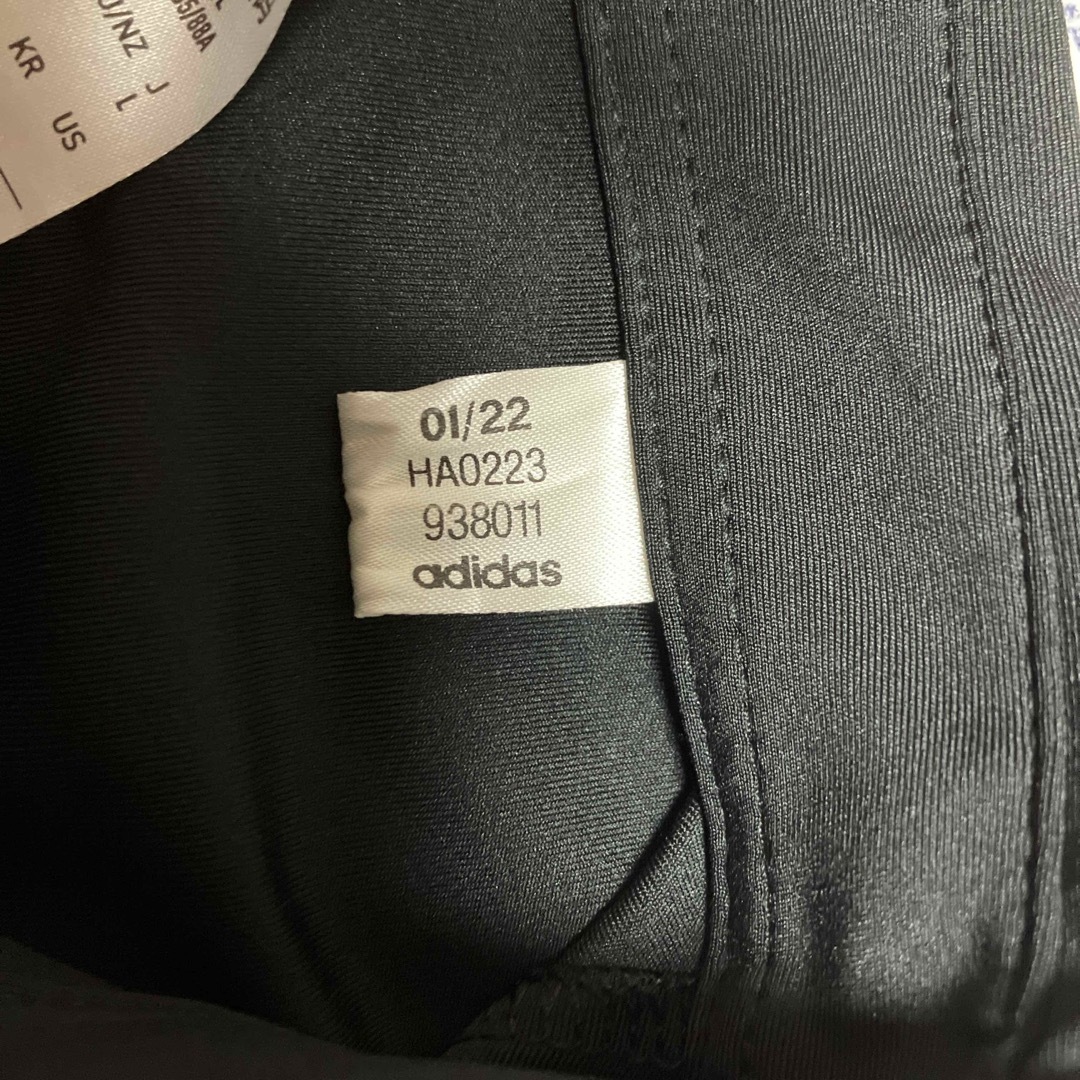 KR
US
J
L
01/22
HA0223
938011
adidas